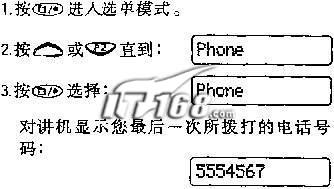 1.按 进人选单模式。
2.按 或 直到:
Phone
3.按 选择:
Phone
IT168.com
对讲机显示您最后一次所拨打的电话号
码:
5554567